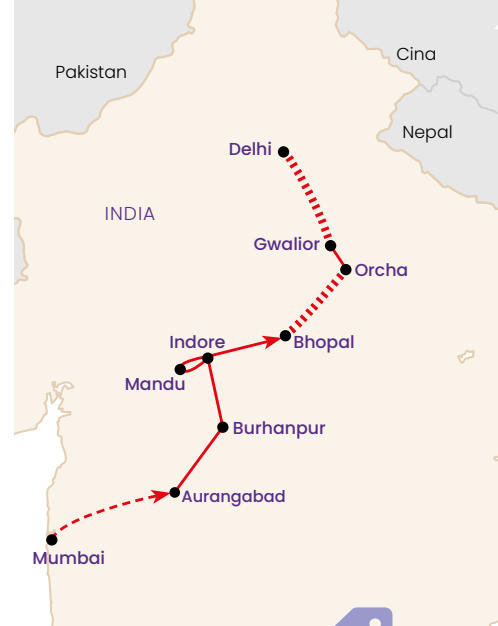 Cina
Pakistan
Nepal
Delhi
INDIA
Gwalior
Orcha
Indore
Bhopal
Mandu
Burhanpur
Aurangabad
Mumbai